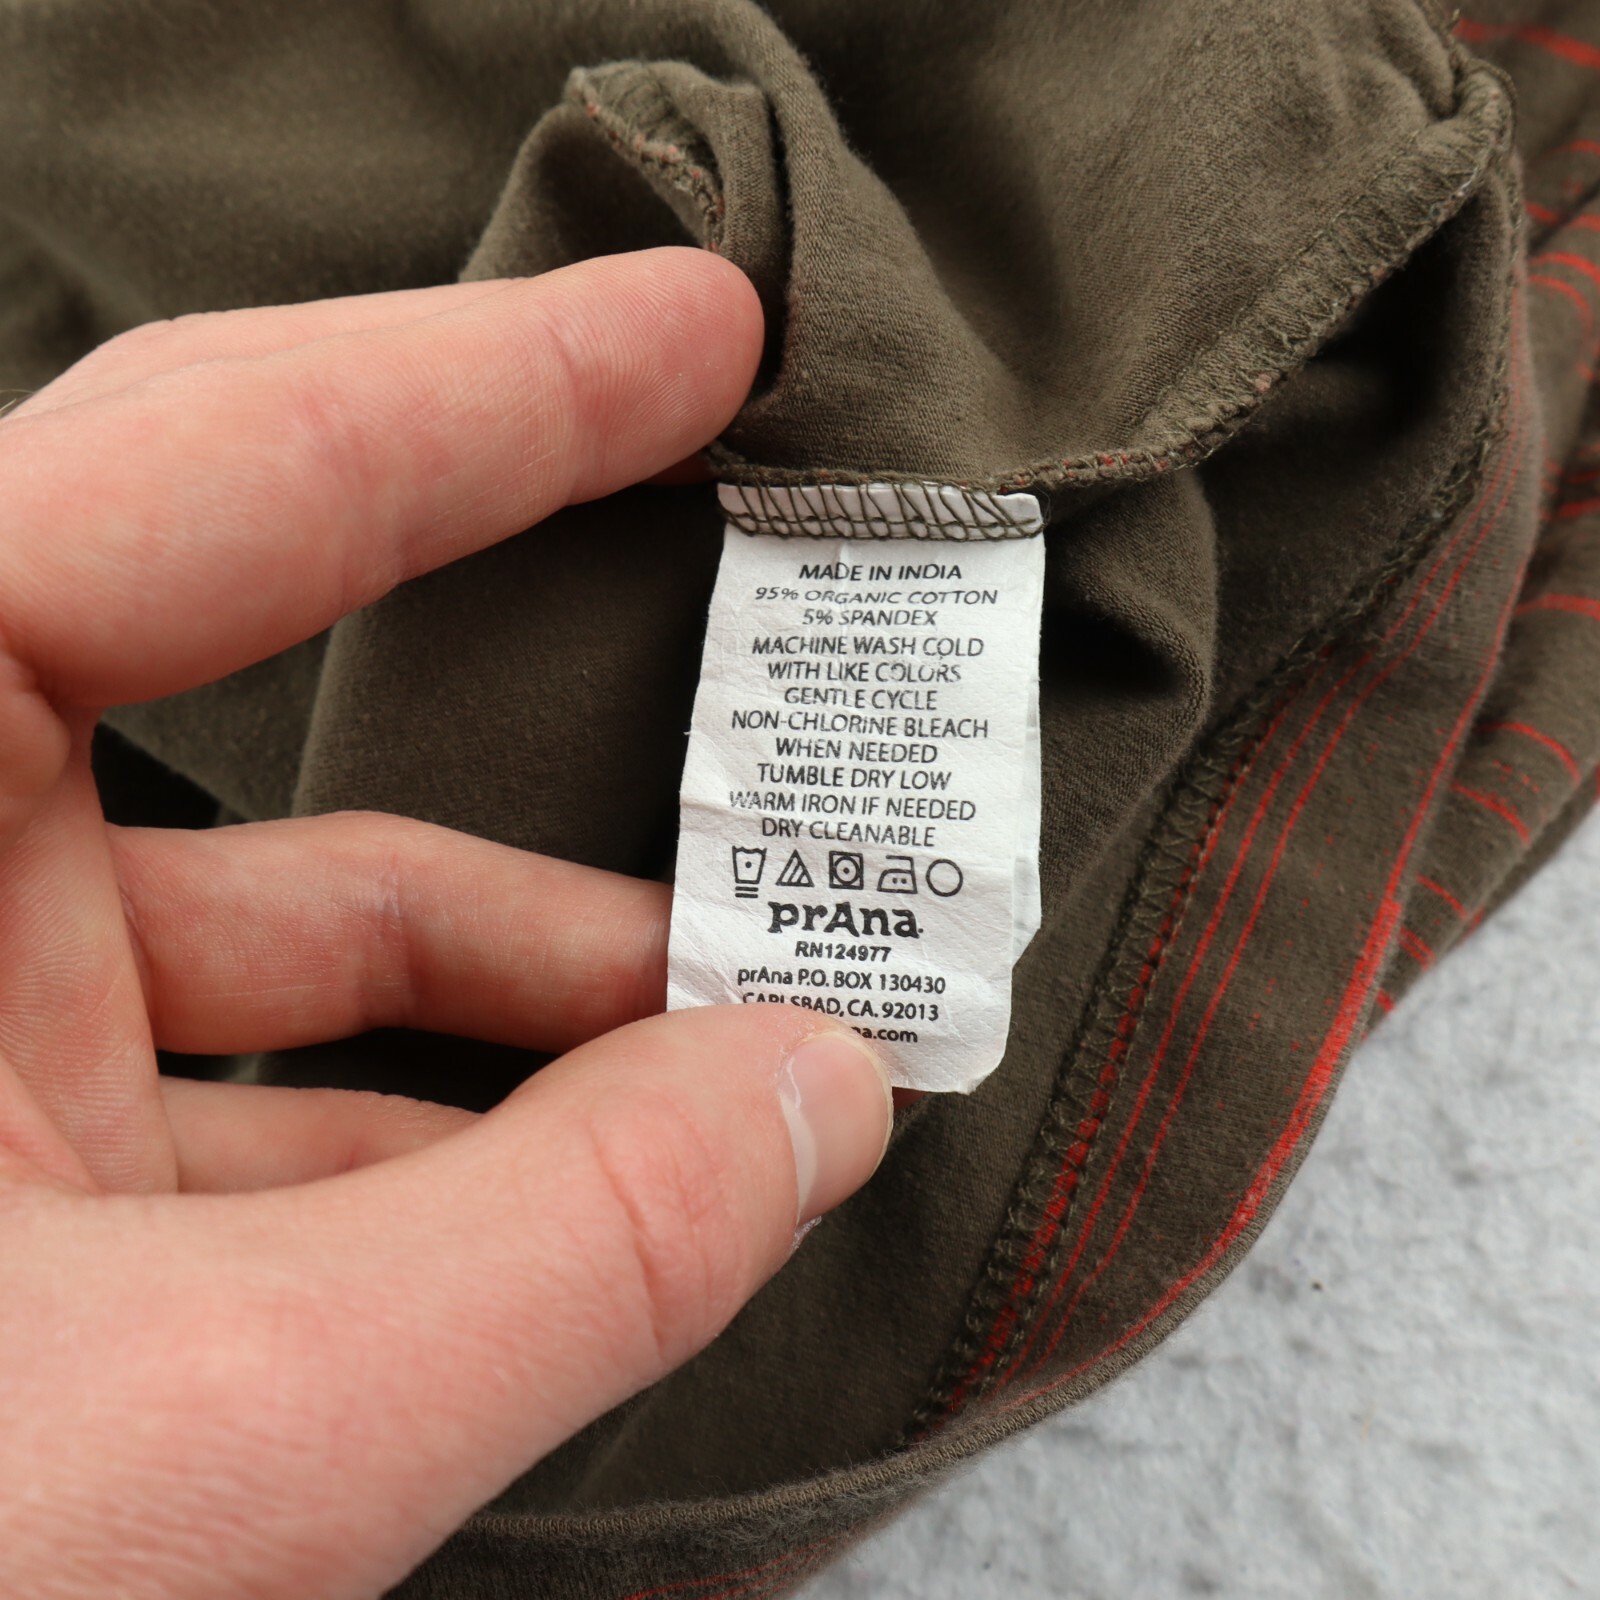 MADE IN INDIA
95% ORGANIC COTTON
5% SPANDEX
MACHINE WASH COLD
WITH LIKE COLORS
GENTLE CYCLE
NON-CHLORINE BLEACH
WHEN NEEDED
TUMBLE DRY LOW
WARM IRON IF NEEDED
DRY CLEANABLE
prAna
RN124977
prAna P.O. BOX 130430
CARLSBAD, CA. 92013